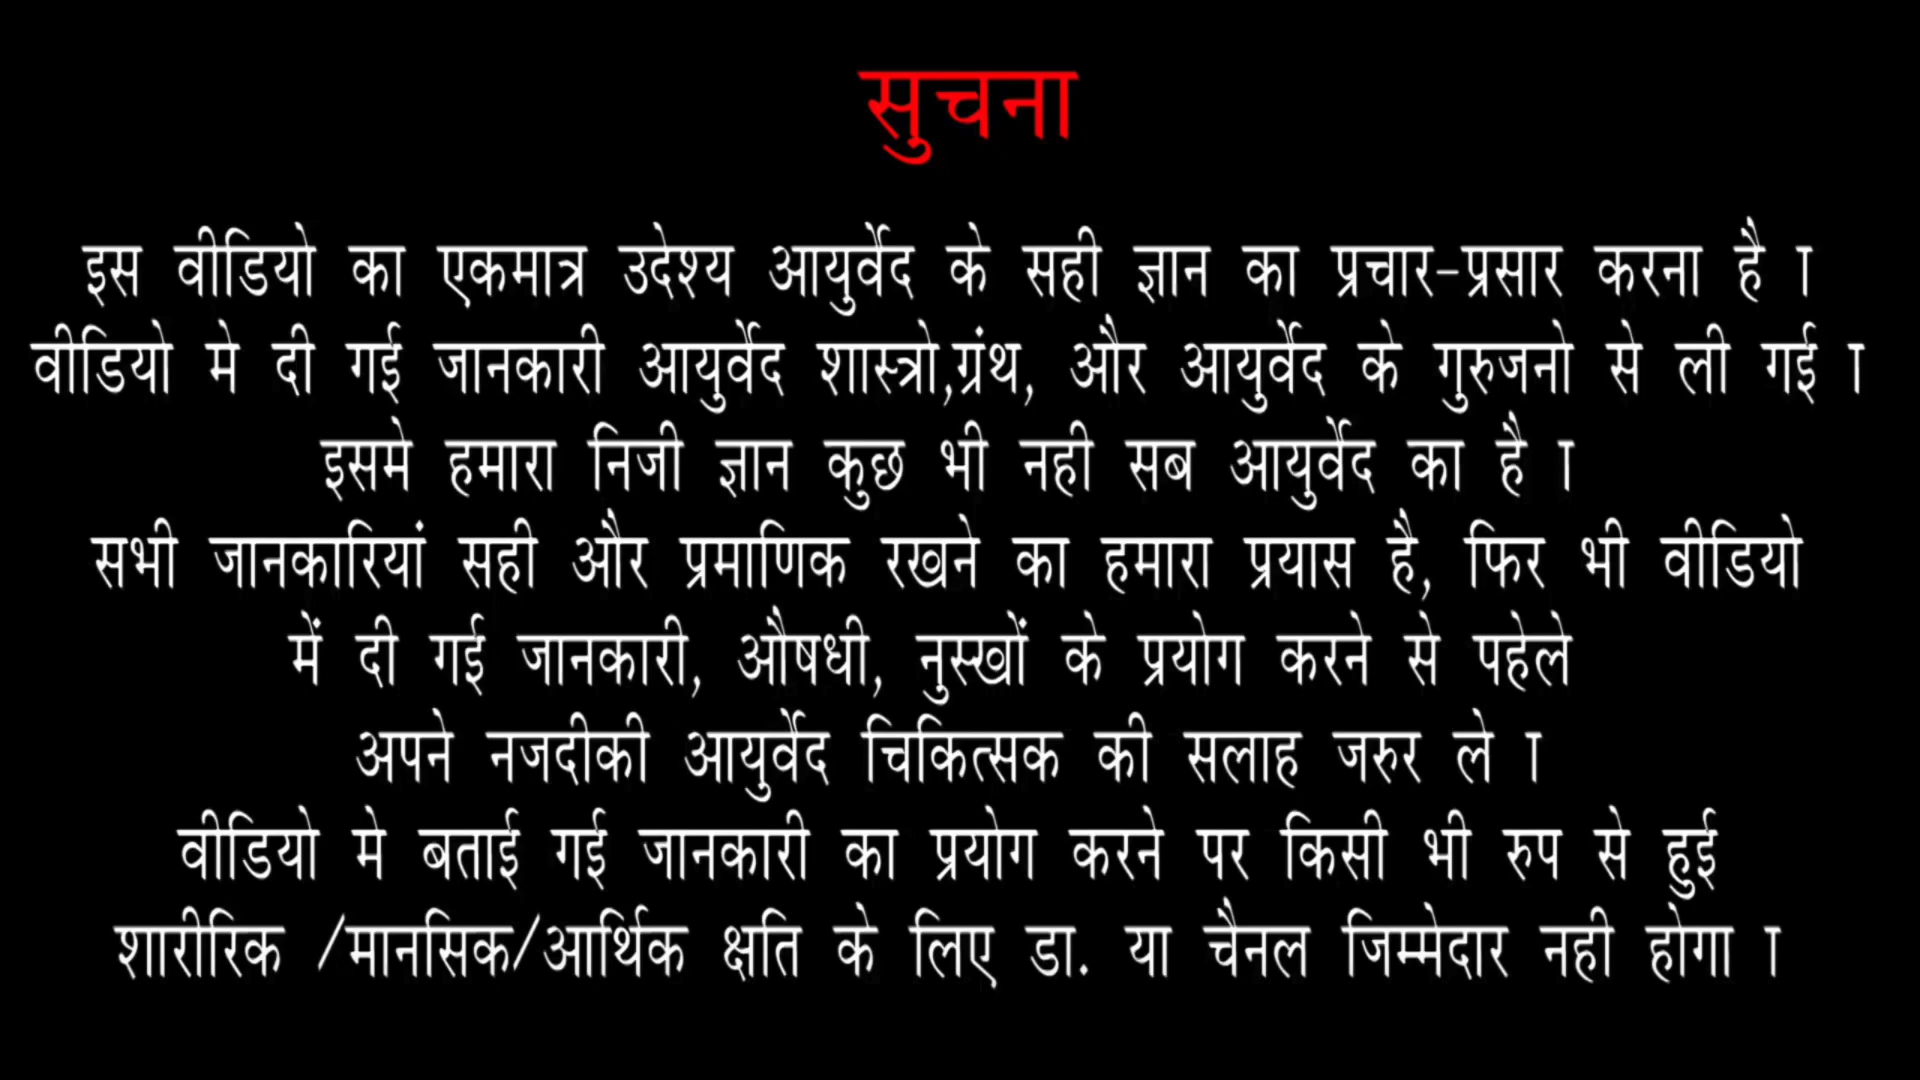 सुचना
इस वीडियो का एकमात्र उदेश्य आयुर्वेद के सही ज्ञान का प्रचार-प्रसार करना है ा
वीडियो मे दी गई जानकारी आयुर्वेद शास्त्रो,ग्रंथ, और आयुर्वेद के गुरुजनो से ली गई ा
इसमे हमारा निजी ज्ञान कुछ भी नही सब आयुर्वेद का है ा
सभी जानकारियां सही और प्रमाणिक रखने का हमारा प्रयास है, फिर भी वीडियो
में दी गई जानकारी, औषधी, नुस्खों के प्रयोग करने से पहेले
अपने नजदीकी आयुर्वेद चिकित्सक की सलाह जरुर ले ा
वीडियो मे बताई गई जानकारी का प्रयोग करने पर किसी भी रुप से हुई
शारीरिक /मानसिक/आर्थिक क्षति के लिए डा. या चैनल जिम्मेदार नही होगा ा